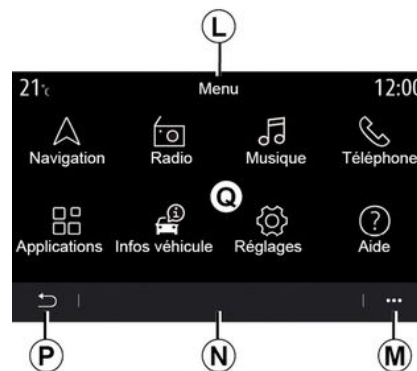 L
21°c Menu 12:00
Navigation Radio Musique Téléphone
Q
Applications Infos véhicule Réglages Aide
P N M